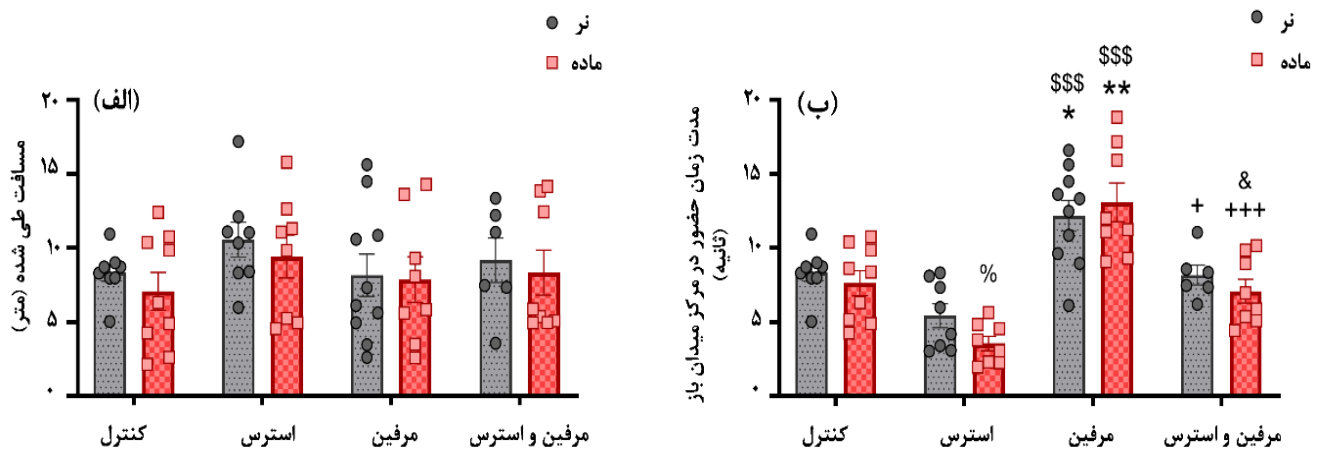 نر
ماده
(الف)
مسافت طی شده (متر)
۲۰
۱۵
۱۰
۵
۰
کنترل
استرس
مرفین
مرفین و استرس
نر
ماده
(ب)
مدت زمان حضور در مرکز میدان باز
(ثانیه)
۲۰
۱۵
۱۰
۵
۰
%
$$$
*
$$$
**
+
&
+++
کنترل
استرس
مرفین
مرفین و استرس